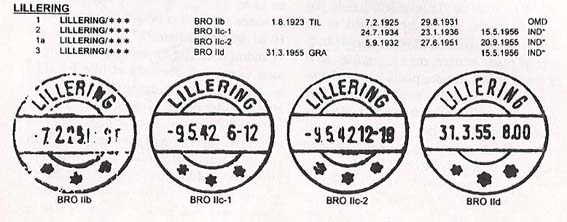 LILLERING
1 LILLERING/*** BRO IIb 1.8.1923 TIL 7.2.1925 29.8.1931 OMD
2 LILLERING/*** BRO IIc-1 24.7.1934 23.1.1936 15.5.1956 IND*
1a LILLERING/*** BRO IIc-2 5.9.1932 27.6.1951 20.9.1955 IND*
3 LILLERING/*** BRO IId 31.3.1955 GRA 15.5.1956 IND*
LILLERING LILLERING LILLERING LILLERING
-7.2.25 -9.5.42. 6-12 -9.5.42.12-18 31.3.55. 8.00
BRO IIb BRO IIc-1 BRO IIc-2 BRO IId